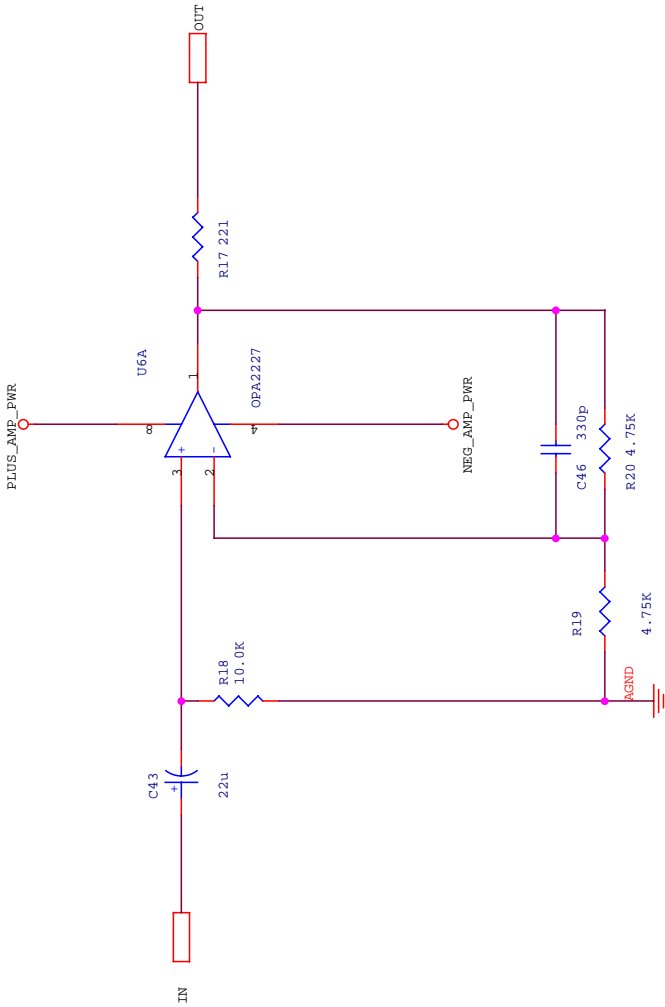 OUT
R17 221
U6A
1
OPA2227
PLUS_AMP_PWR
8
4
NEG_AMP_PWR
+
-
3
2
330p
C46
R20 4.75K
R19
4.75K
R18
10.0K
AGND
C43
+
22u
IN